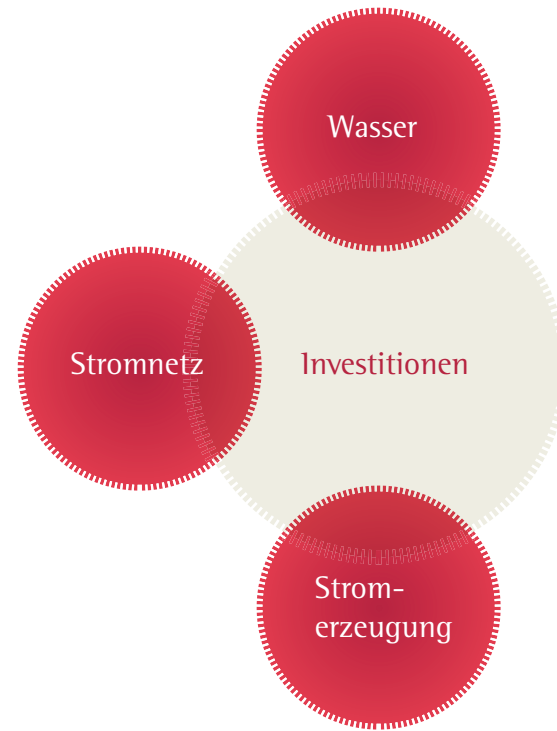 Wasser
Stromnetz
Investitionen
Strom-
erzeugung